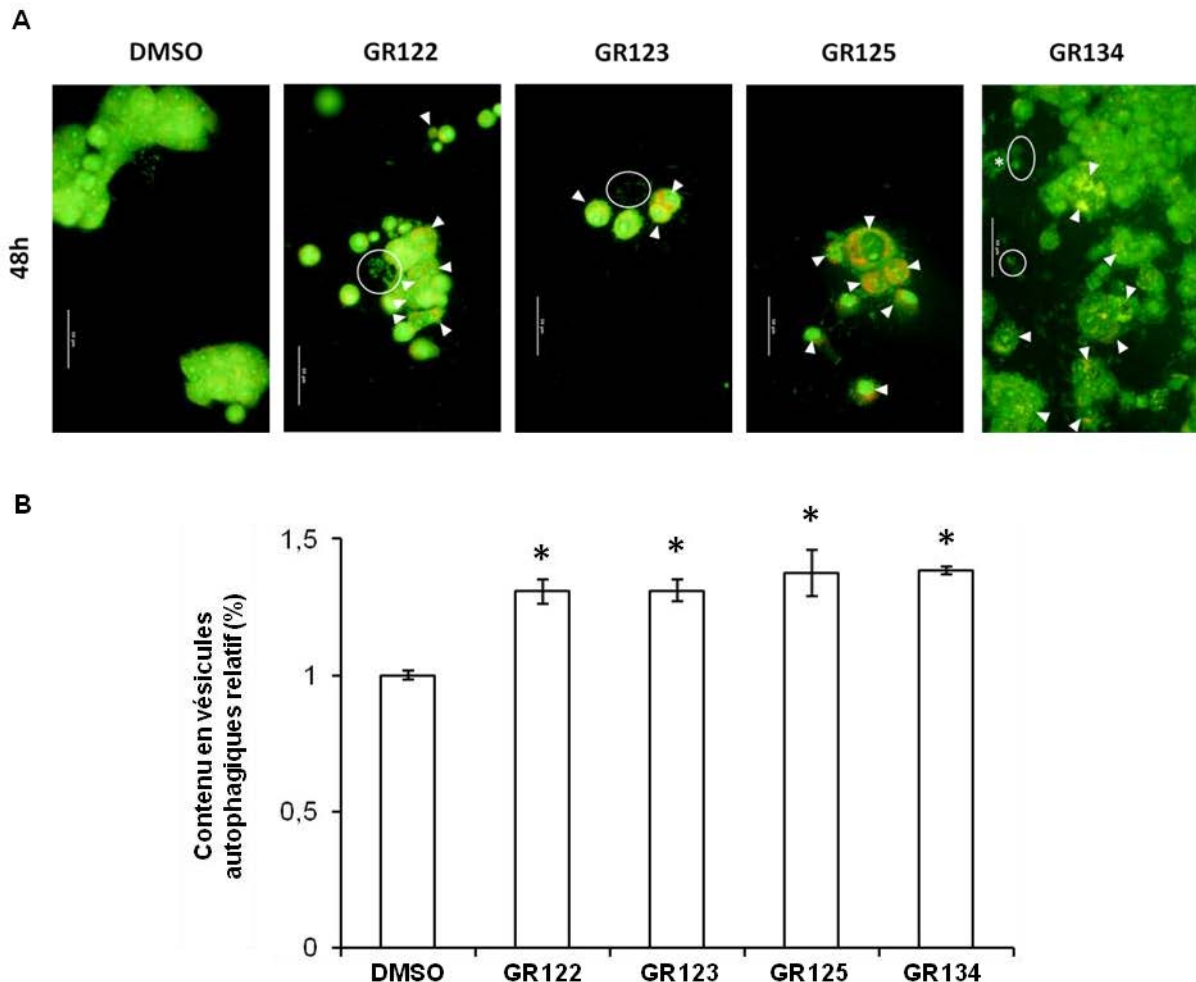 A
DMSO GR122 GR123 GR125 GR134
48h
*
B
Contenu en vésicules
autophagiques relatif (%)
1,5
1
0,5
0
* * * *
DMSO GR122 GR123 GR125 GR134